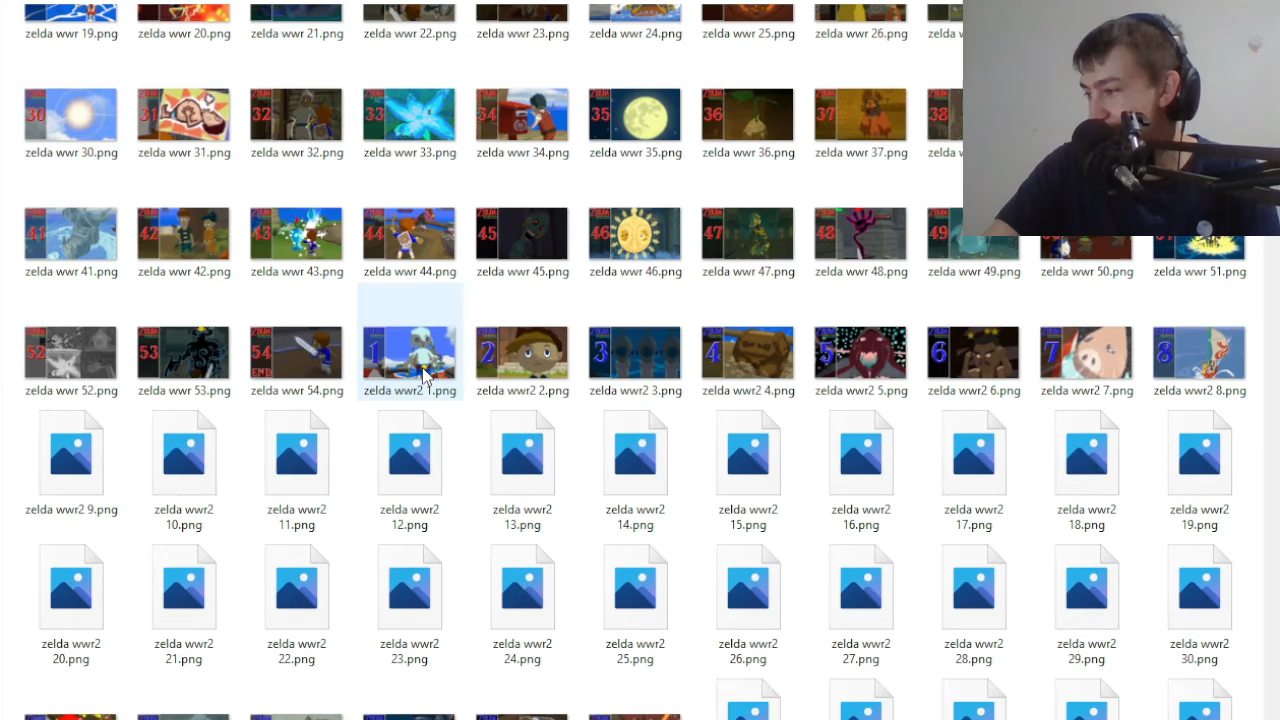 zelda wwr 19.png zelda wwr 20.png zelda wwr 21.png zelda wwr 22.png zelda wwr 23.png zelda wwr 24.png zelda wwr 25.png zelda wwr 26.png zelda w
30 31 32 33 34 35 36 37 38
zelda wwr 30.png zelda wwr 31.png zelda wwr 32.png zelda wwr 33.png zelda wwr 34.png zelda wwr 35.png zelda wwr 36.png zelda wwr 37.png zelda w
41 42 43 44 45 46 47 48 49
zelda wwr 41.png zelda wwr 42.png zelda wwr 43.png zelda wwr 44.png zelda wwr 45.png zelda wwr 46.png zelda wwr 47.png zelda wwr 48.png zelda wwr 49.png zelda wwr 50.png zelda wwr 51.png
52 53 54 1 2 3 4 5 6 7 8
END
zelda wwr 52.png zelda wwr 53.png zelda wwr 54.png zelda wwr2 1.png zelda wwr2 2.png zelda wwr2 3.png zelda wwr2 4.png zelda wwr2 5.png zelda wwr2 6.png zelda wwr2 7.png zelda wwr2 8.png
zelda wwr2 9.png zelda wwr2 zelda wwr2 zelda wwr2 zelda wwr2 zelda wwr2 zelda wwr2 zelda wwr2 zelda wwr2 zelda wwr2 zelda wwr2
10.png 11.png 12.png 13.png 14.png 15.png 16.png 17.png 18.png 19.png
zelda wwr2 zelda wwr2 zelda wwr2 zelda wwr2 zelda wwr2 zelda wwr2 zelda wwr2 zelda wwr2 zelda wwr2 zelda wwr2 zelda wwr2
20.png 21.png 22.png 23.png 24.png 25.png 26.png 27.png 28.png 29.png 30.png